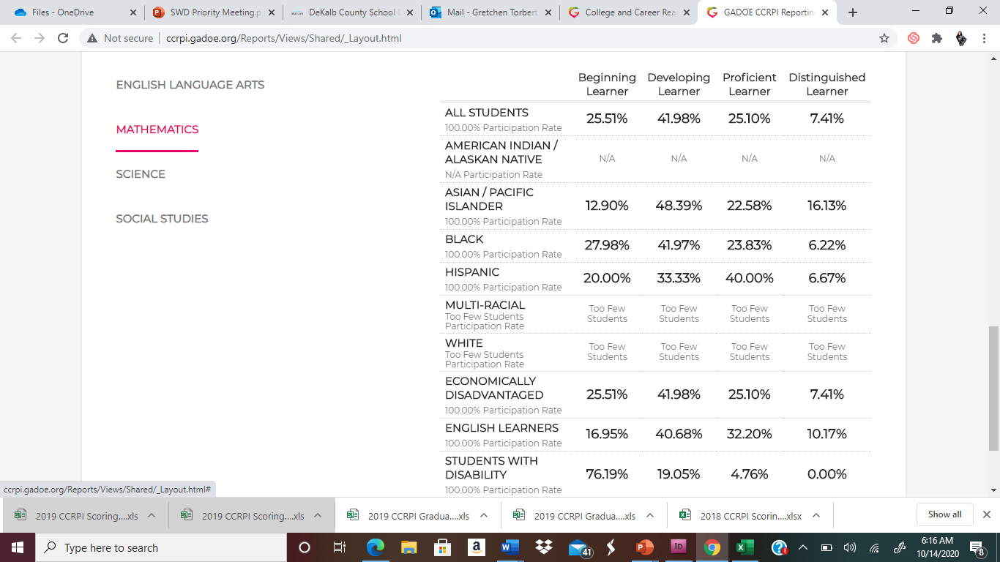 Files - OneDrive
SWD Priority Meeting.p
DeKalb County School D
Mail - Gretchen Torbert
College and Career Rea
GADOE CCRPI Reportin
Not secure | ccrpi.gadoe.org/Reports/Views/Shared/_Layout.html
ENGLISH LANGUAGE ARTS
MATHEMATICS
SCIENCE
SOCIAL STUDIES
Beginning Developing Proficient Distinguished
Learner Learner Learner Learner
ALL STUDENTS
100.00% Participation Rate
25.51% 41.98% 25.10% 7.41%
AMERICAN INDIAN /
ALASKAN NATIVE
N/A Participation Rate
N/A N/A N/A N/A
ASIAN / PACIFIC
ISLANDER
100.00% Participation Rate
12.90% 48.39% 22.58% 16.13%
BLACK
100.00% Participation Rate
27.98% 41.97% 23.83% 6.22%
HISPANIC
100.00% Participation Rate
20.00% 33.33% 40.00% 6.67%
MULTI-RACIAL
Too Few Students
Participation Rate
Too Few Too Few Too Few Too Few
Students Students Students Students
WHITE
Too Few Students
Participation Rate
Too Few Too Few Too Few Too Few
Students Students Students Students
ECONOMICALLY
DISADVANTAGED
100.00% Participation Rate
25.51% 41.98% 25.10% 7.41%
ENGLISH LEARNERS
100.00% Participation Rate
16.95% 40.68% 32.20% 10.17%
STUDENTS WITH
DISABILITY
100.00% Participation Rate
76.19% 19.05% 4.76% 0.00%
ccrpi.gadoe.org/Reports/Views/Shared/_Layout.html#
2019 CCRPI Scoring....xls
2019 CCRPI Scoring....xls
2019 CCRPI Gradua....xls
2019 CCRPI Gradua....xls
2018 CCRPI Scorin....xlsx
Show all
Type here to search
41
6:16 AM
10/14/2020
8